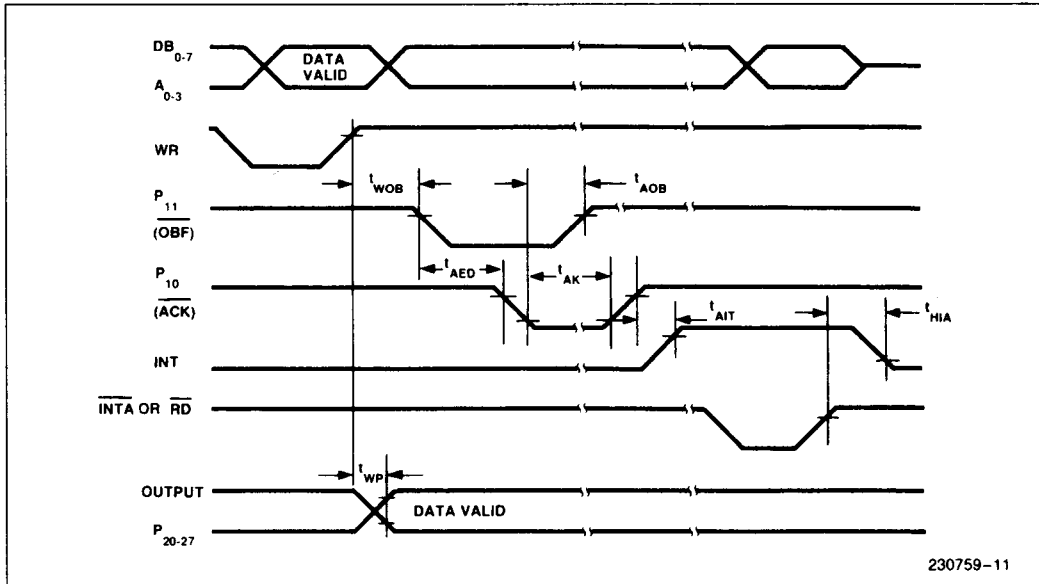 DB0-7
DATA
VALID
A0-3
WR
tWOB
tAOB
P11
(OBF)
tAED
tAK
P10
(ACK)
tAIT
tHIA
INT
INTA OR RD
tWP
OUTPUT
DATA VALID
P20-27
230759-11